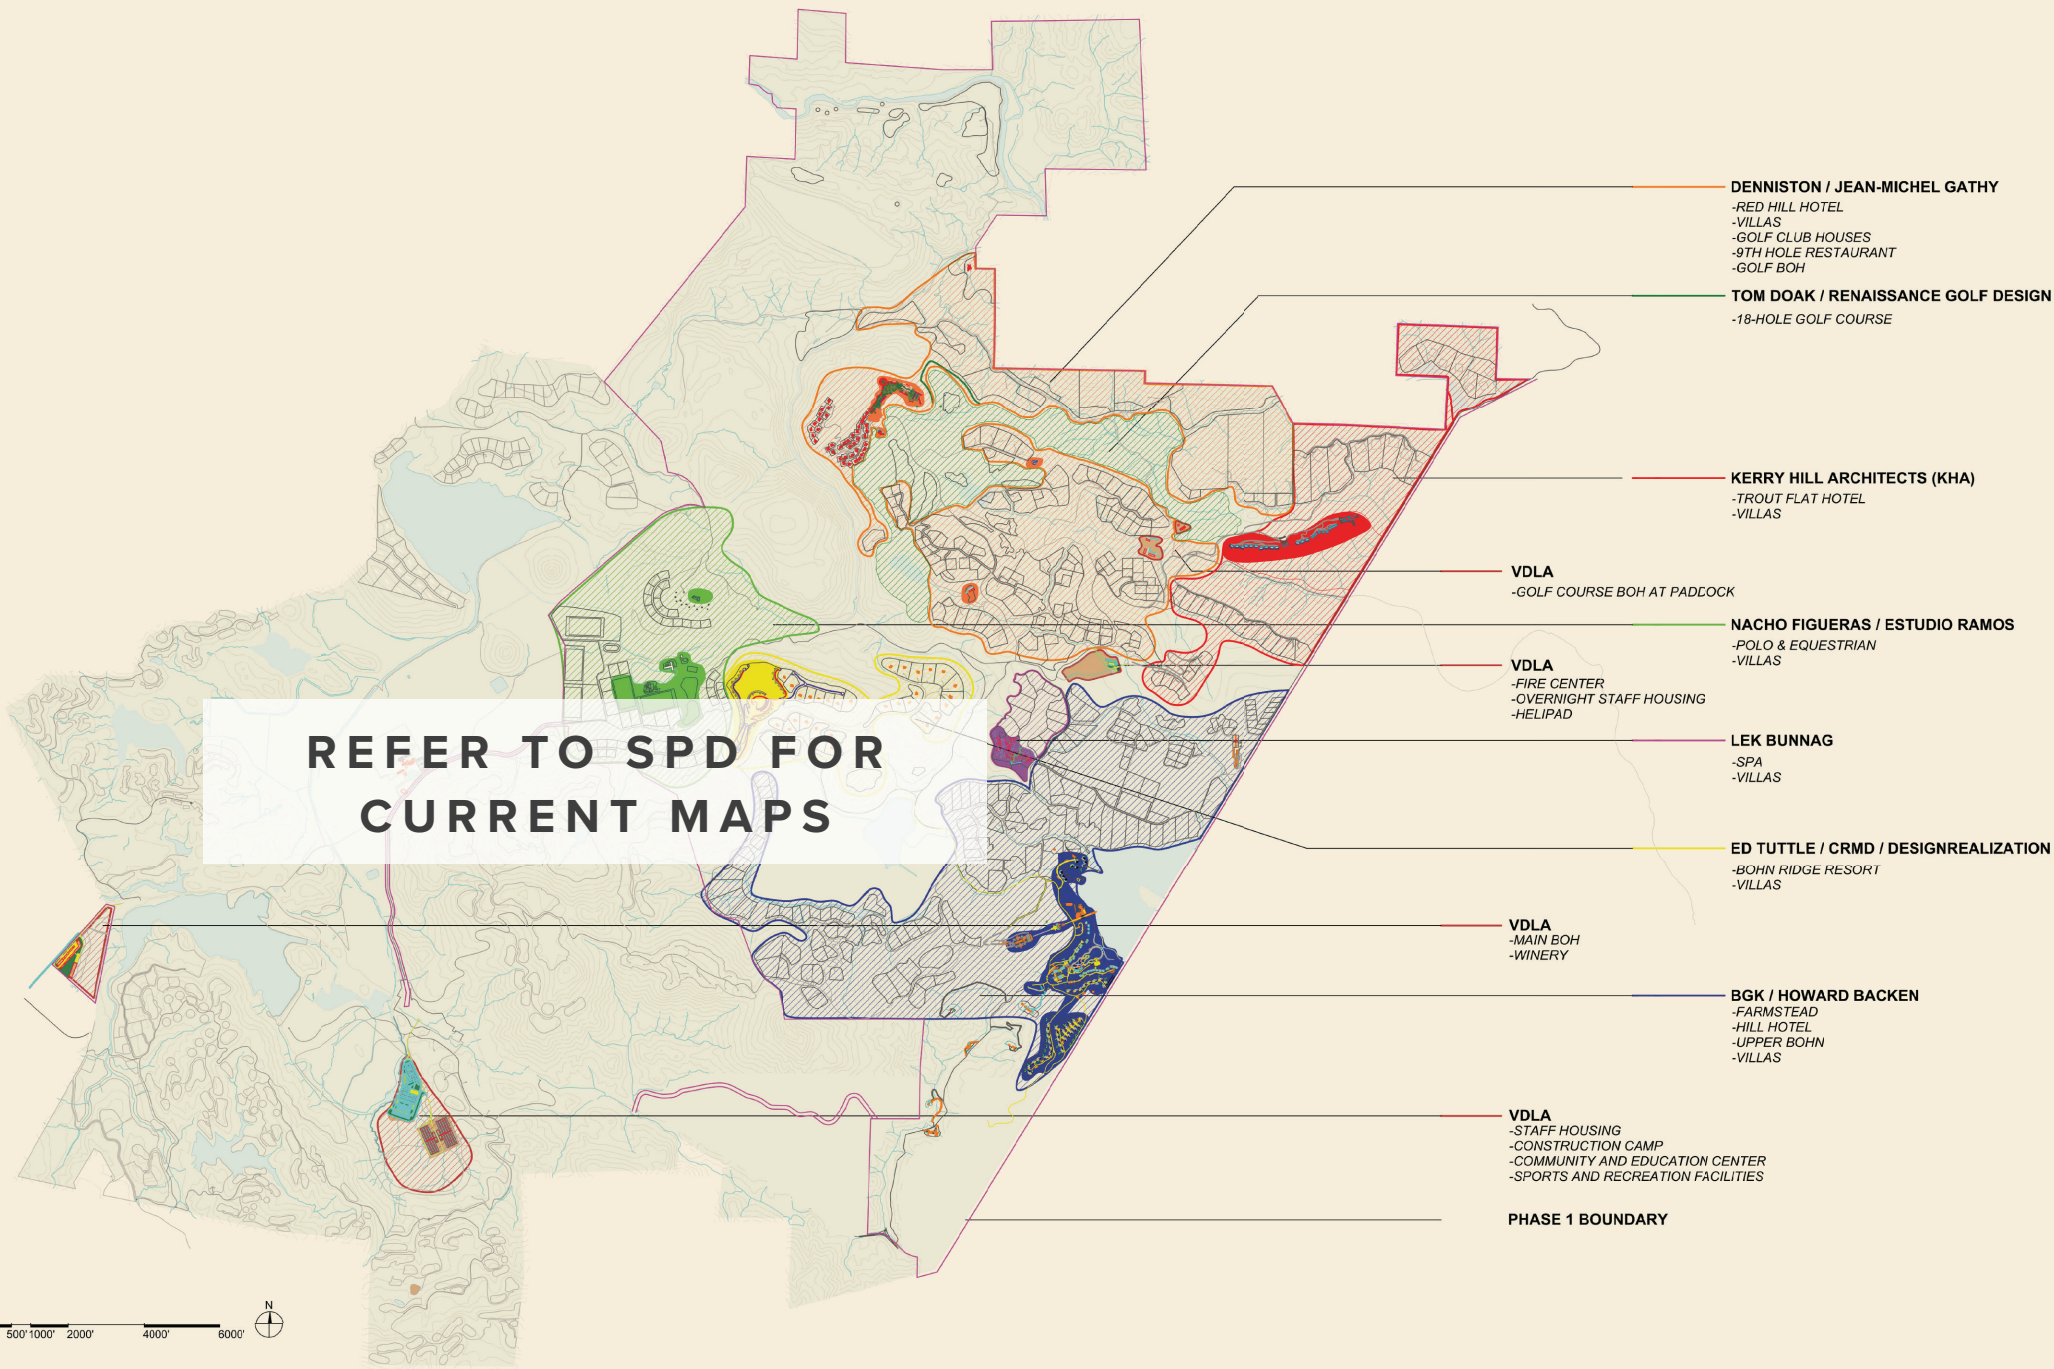 DENNISTON / JEAN-MICHEL GATHY
-RED HILL HOTEL
-VILLAS
-GOLF CLUB HOUSES
-9TH HOLE RESTAURANT
-GOLF BOH
TOM DOAK / RENAISSANCE GOLF DESIGN
-18-HOLE GOLF COURSE
KERRY HILL ARCHITECTS (KHA)
-TROUT FLAT HOTEL
-VILLAS
VDLA
-GOLF COURSE BOH AT PADDOCK
NACHO FIGUERAS / ESTUDIO RAMOS
-POLO & EQUESTRIAN
-VILLAS
VDLA
-FIRE CENTER
-OVERNIGHT STAFF HOUSING
-HELIPAD
REFER TO SPD FOR
CURRENT MAPS
LEK BUNNAG
-SPA
-VILLAS
ED TUTTLE / CRMD / DESIGNREALIZATION
-BOHN RIDGE RESORT
-VILLAS
VDLA
-MAIN BOH
-WINERY
BGK / HOWARD BACKEN
-FARMSTEAD
-HILL HOTEL
-UPPER BOHN
-VILLAS
VDLA
-STAFF HOUSING
-CONSTRUCTION CAMP
-COMMUNITY AND EDUCATION CENTER
-SPORTS AND RECREATION FACILITIES
PHASE 1 BOUNDARY
N
500' 1000' 2000' 4000' 6000'